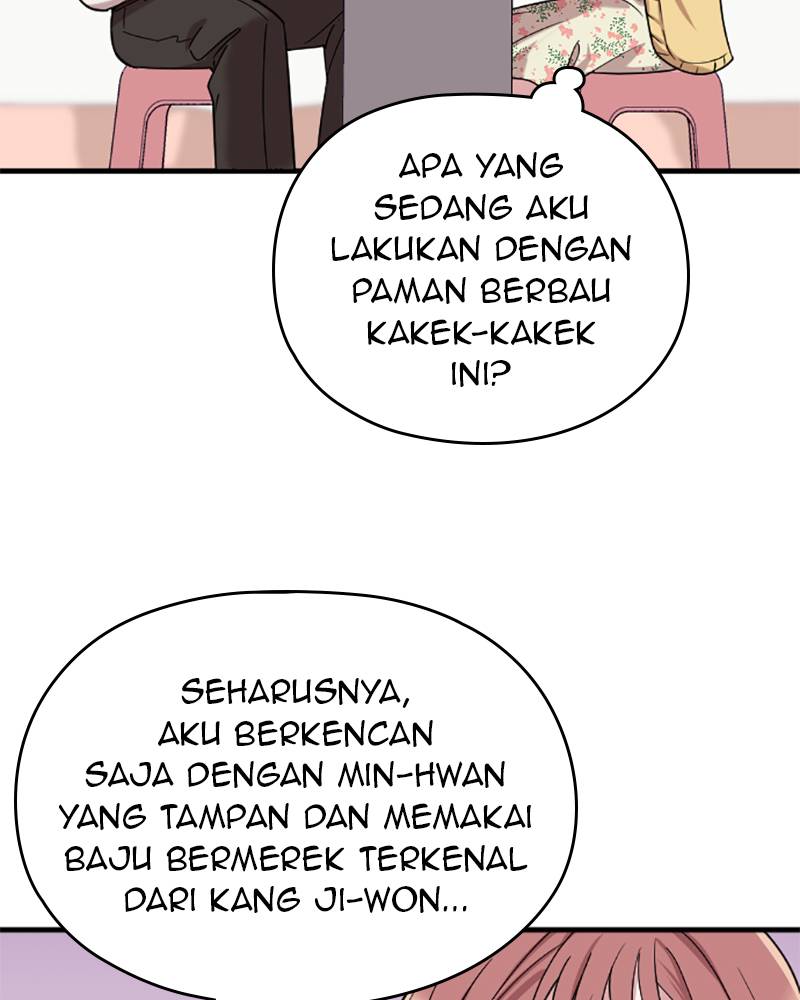 APA YANG
SEDANG AKU
LAKUKAN DENGAN
PAMAN BERBAU
KAKEK-KAKEK
INI?
SEHARUSNYA,
AKU BERKENCAN
SAJA DENGAN MIN-HWAN
YANG TAMPAN DAN MEMAKAI
BAJU BERMEREK TERKENAL
DARI KANG JI-WON...